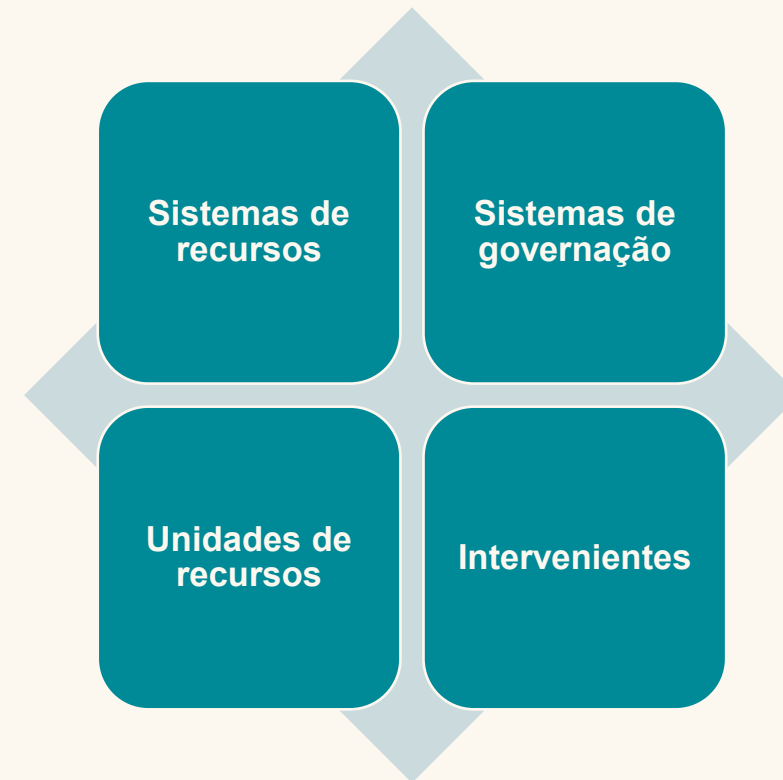 Sistemas de
recursos
Sistemas de
governação
Unidades de
recursos
Intervenientes